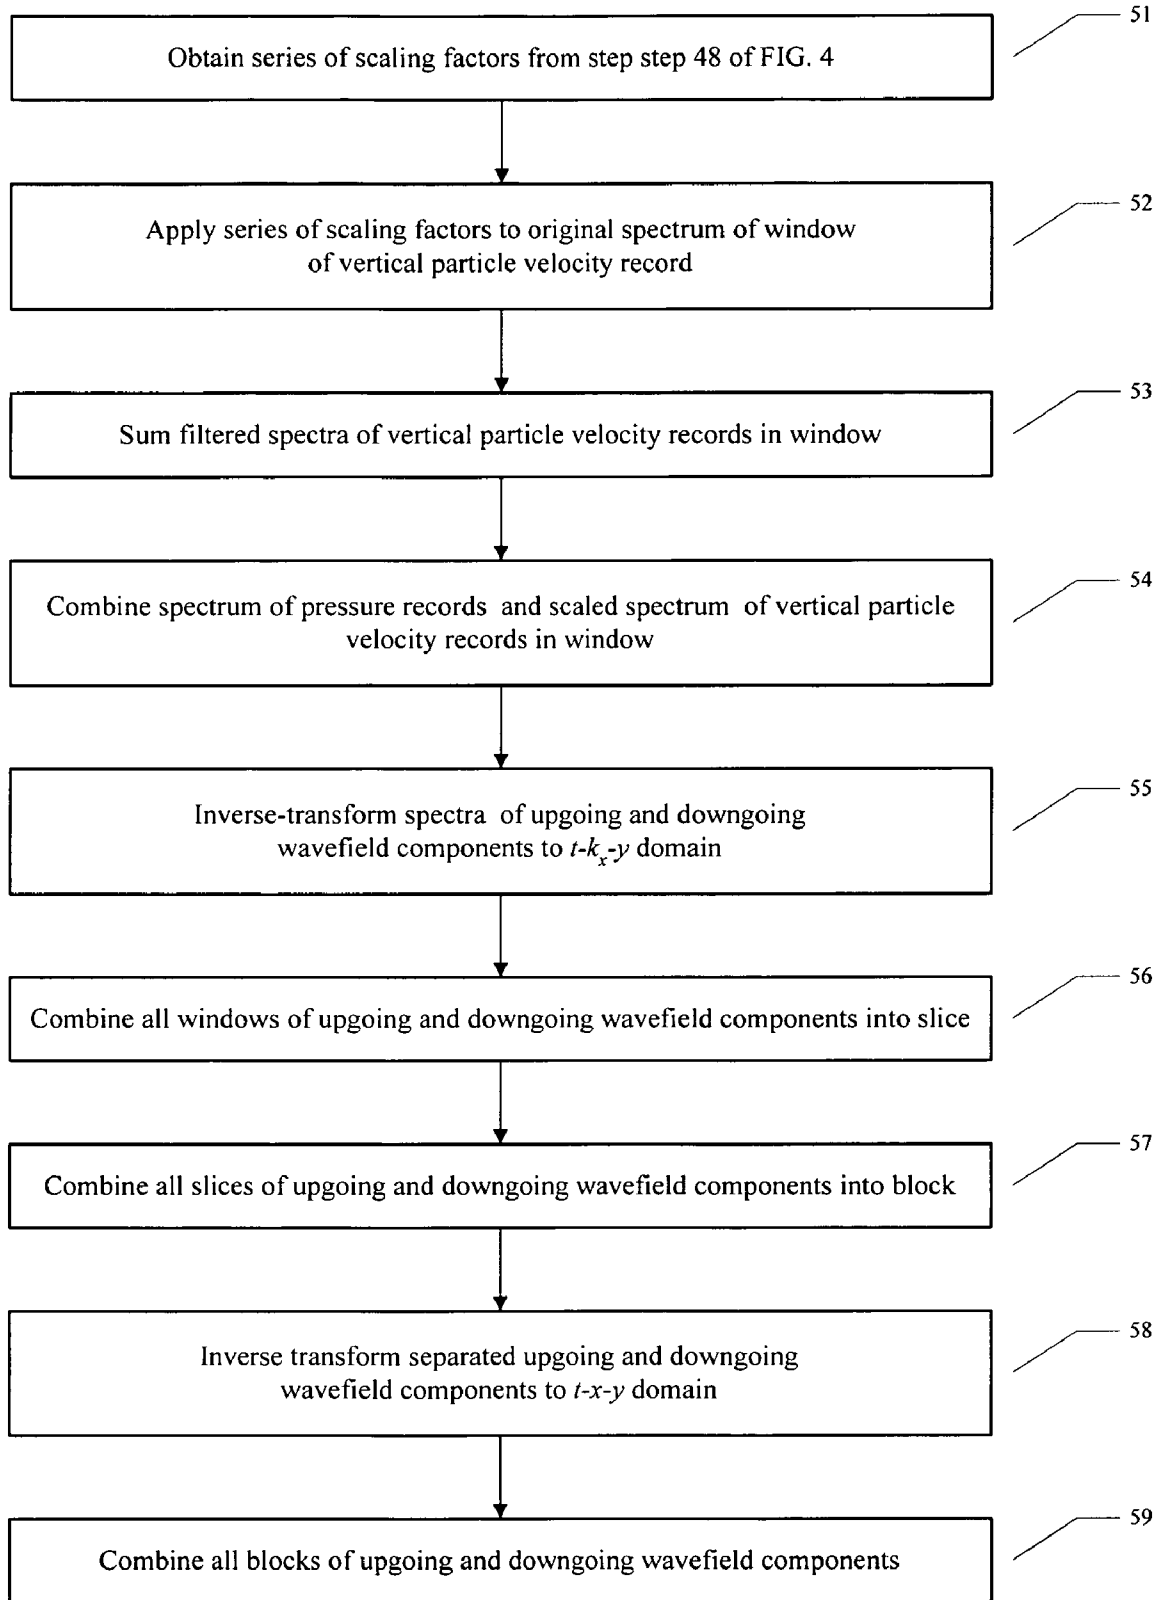 51
Obtain series of scaling factors from step step 48 of FIG. 4
52
Apply series of scaling factors to original spectrum of window
of vertical particle velocity record
53
Sum filtered spectra of vertical particle velocity records in window
54
Combine spectrum of pressure records and scaled spectrum of vertical particle
velocity records in window
55
Inverse-transform spectra of upgoing and downgoing
wavefield components to t-kₓ-y domain
56
Combine all windows of upgoing and downgoing wavefield components into slice
57
Combine all slices of upgoing and downgoing wavefield components into block
58
Inverse transform separated upgoing and downgoing
wavefield components to t-x-y domain
59
Combine all blocks of upgoing and downgoing wavefield components